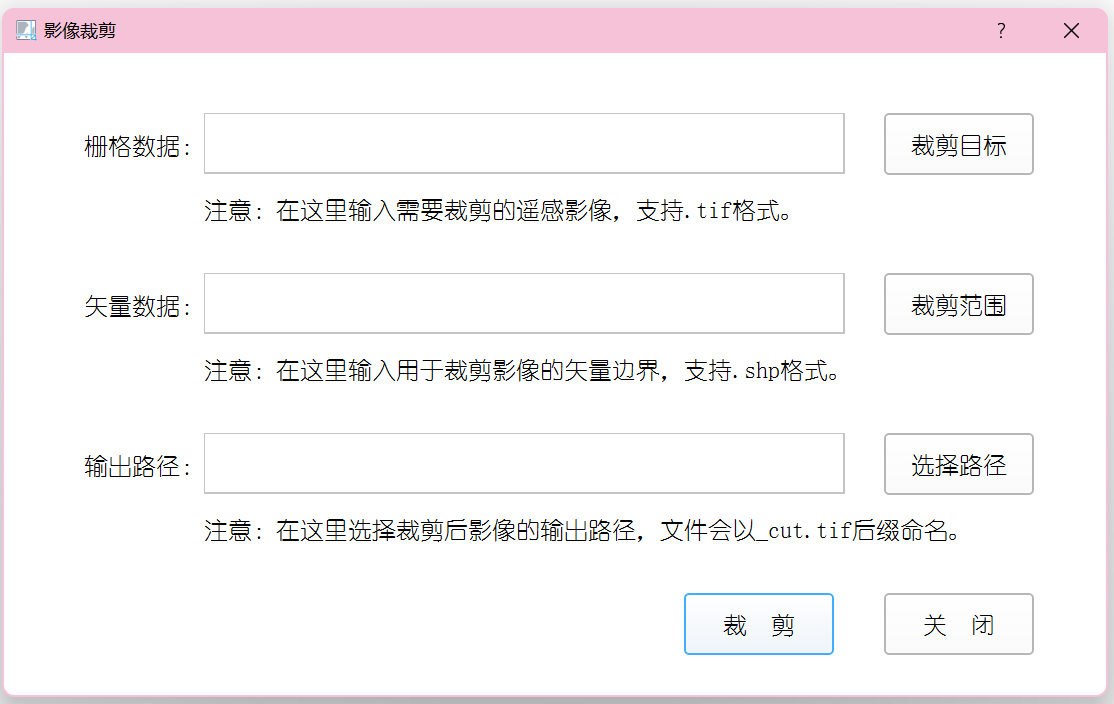 影像裁剪
栅格数据: 裁剪目标
注意: 在这里输入需要裁剪的遥感影像，支持.tif格式。
矢量数据: 裁剪范围
注意: 在这里输入用于裁剪影像的矢量边界，支持.shp格式。
输出路径: 选择路径
注意: 在这里选择裁剪后影像的输出路径，文件会以_cut.tif后缀命名。
裁 剪 关 闭